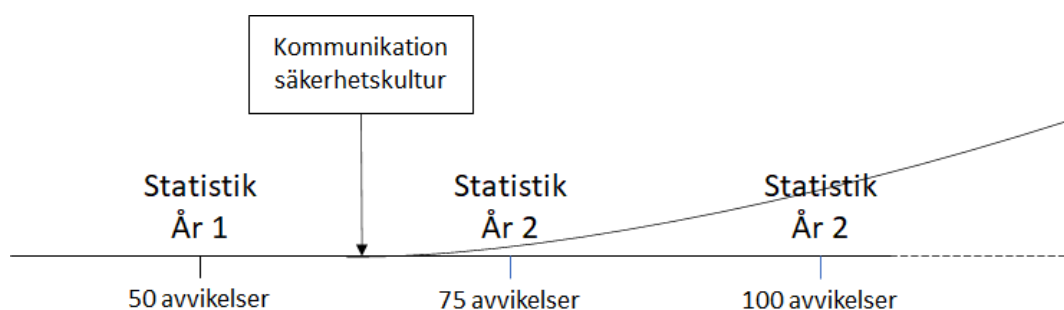 Kommunikation
säkerhetskultur
Statistik
År 1
Statistik
År 2
Statistik
År 2
50 avvikelser
75 avvikelser
100 avvikelser